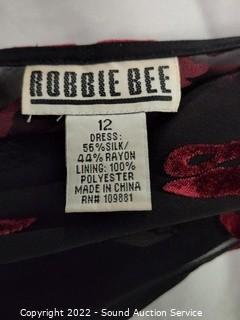 ROBBIE BEE
12
DRESS:
56% SILK/
44% RAYON
LINING: 100%
POLYESTER
MADE IN CHINA
RN# 109881
Copyright 2022 - Sound Auction Service